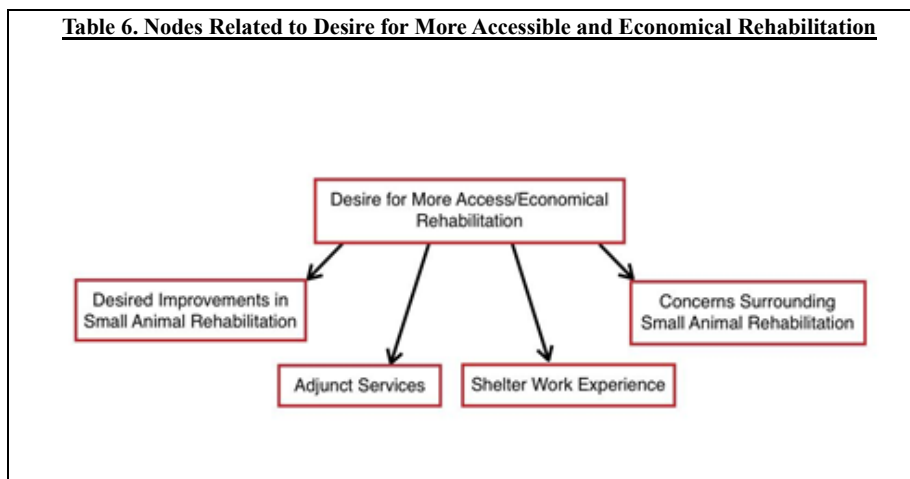 Table 6. Nodes Related to Desire for More Accessible and Economical Rehabilitation
Desire for More Access/Economical
Rehabilitation
Desired Improvements in
Small Animal Rehabilitation
Concerns Surrounding
Small Animal Rehabilitation
Adjunct Services
Shelter Work Experience